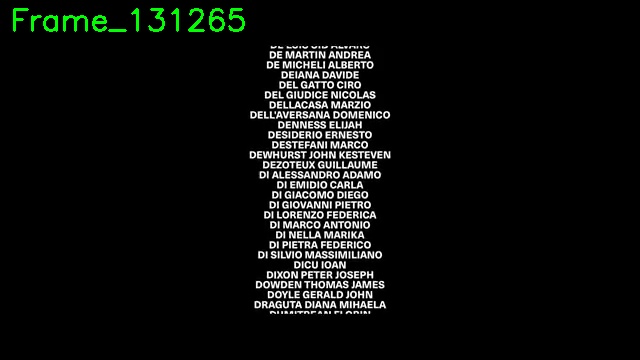 Frame_131265
DE MARTIN ANDREA
DE MICHELI ALBERTO
DEIANA DAVIDE
DEL GATTO CIRO
DEL GIUDICE NICOLAS
DELLACASA MARZIO
DELL'AVERSANA DOMENICO
DENNESS ELIJAH
DESIDERIO ERNESTO
DESTEFANI MARCO
DEWHURST JOHN KESTEVEN
DEZOTEUX GUILLAUME
DI ALESSANDRO ADAMO
DI EMIDIO CARLA
DI GIACOMO DIEGO
DI GIOVANNI PIETRO
DI LORENZO FEDERICA
DI MARCO ANTONIO
DI NELLA MARIKA
DI PIETRA FEDERICO
DI SILVIO MASSIMILIANO
DICU IOAN
DIXON PETER JOSEPH
DOWDEN THOMAS JAMES
DOYLE GERALD JOHN
DRAGUTA DIANA MIHAELA